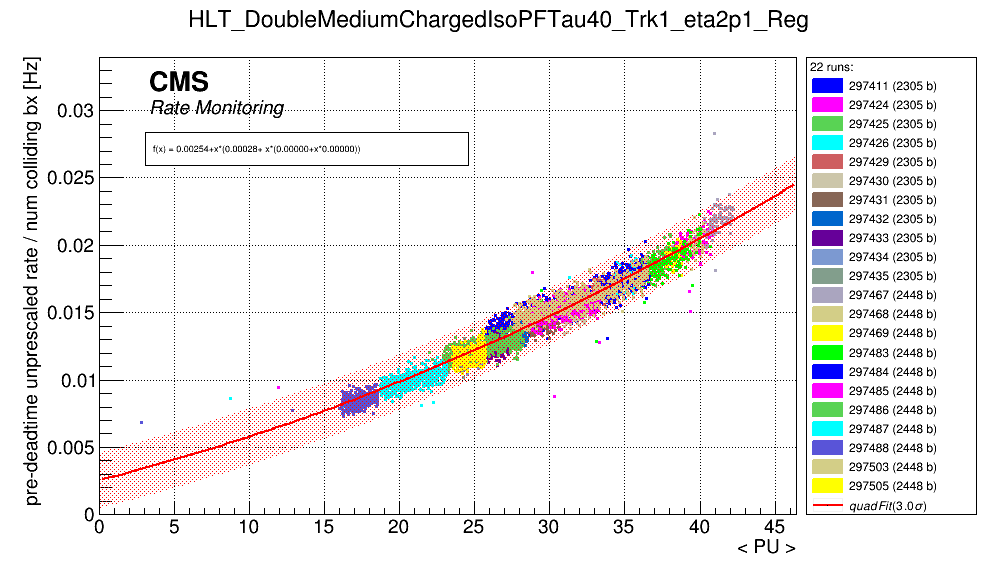 HLT_DoubleMediumChargedIsoPFTau40_Trk1_eta2p1_Reg
pre-deadtime unprescaled rate / num colliding bx [Hz]
CMS
Rate Monitoring
f(x) = 0.00254+x*(0.00028+ x*(0.00000+x*0.00000))
0.03
0.025
0.02
0.015
0.01
0.005
0
0 5 10 15 20 25 30 35 40 45
< PU >
22 runs:
297411 (2305 b)
297424 (2305 b)
297425 (2305 b)
297426 (2305 b)
297429 (2305 b)
297430 (2305 b)
297431 (2305 b)
297432 (2305 b)
297433 (2305 b)
297434 (2305 b)
297435 (2305 b)
297467 (2448 b)
297468 (2448 b)
297469 (2448 b)
297483 (2448 b)
297484 (2448 b)
297485 (2448 b)
297486 (2448 b)
297487 (2448 b)
297488 (2448 b)
297503 (2448 b)
297505 (2448 b)
quadFit(3.0σ)